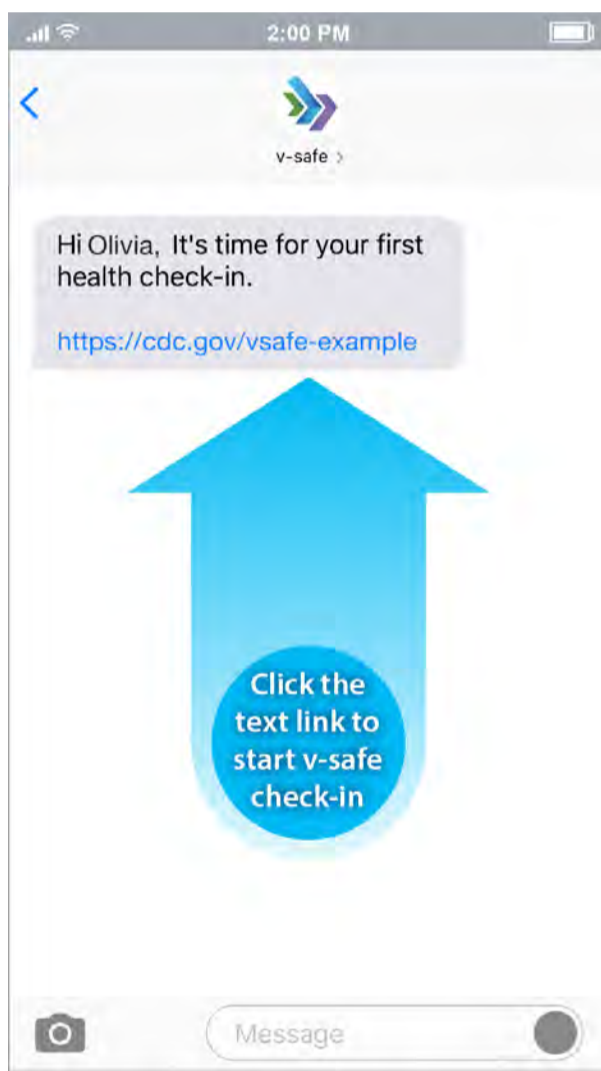 2:00 PM
v-safe >
Hi Olivia, It's time for your first
health check-in.
https://cdc.gov/vsafe-example
Click the
text link to
start v-safe
check-in
Message